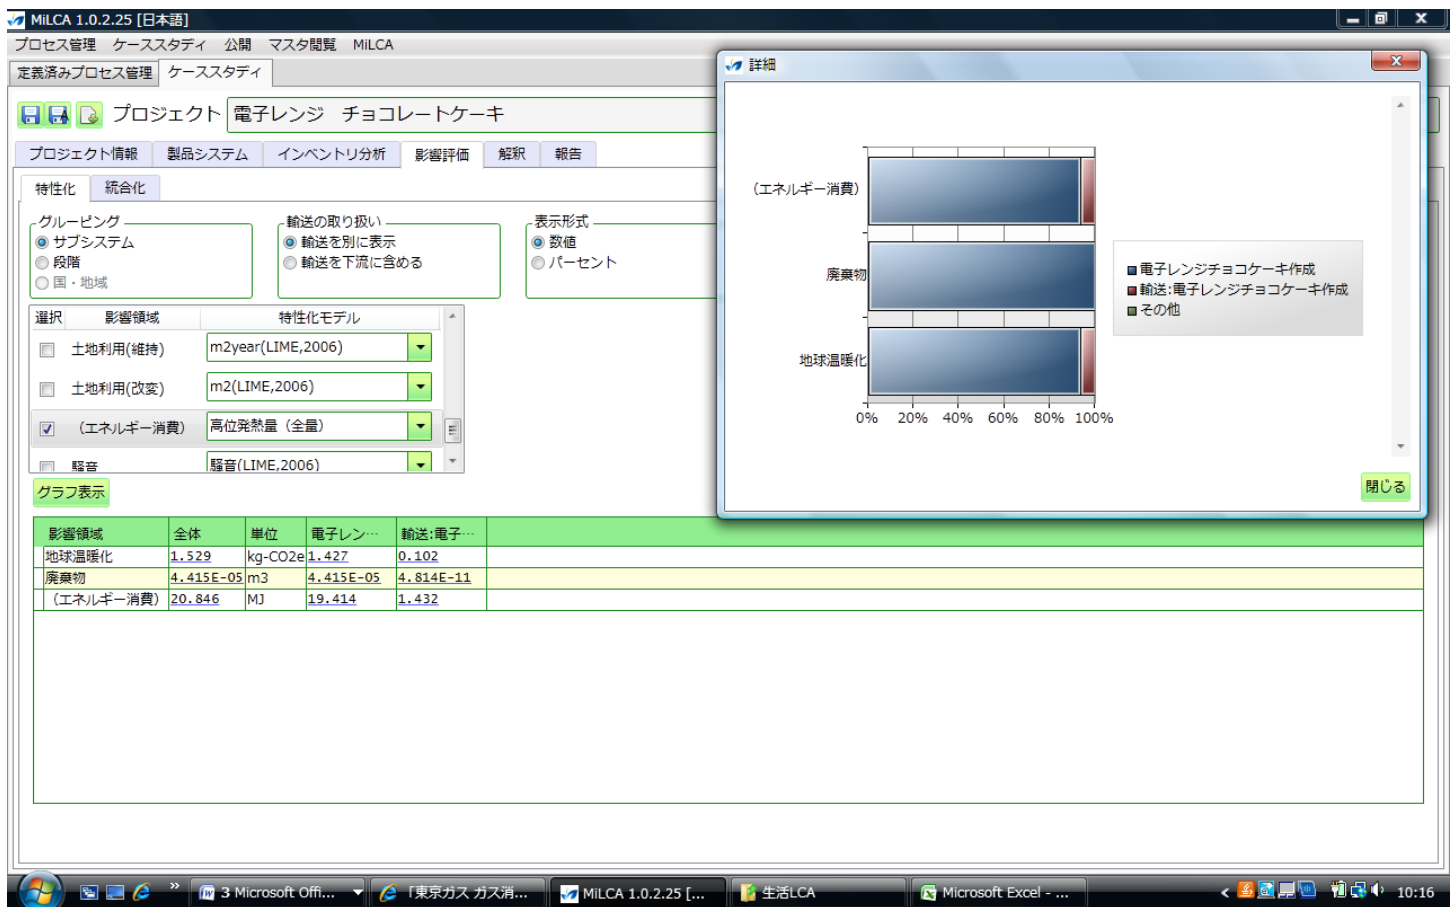 MiLCA 1.0.2.25 [日本語]
プロセス管理 ケーススタディ 公開 マスタ閲覧 MiLCA
定義済みプロセス管理 ケーススタディ
プロジェクト 電子レンジ チョコレートケーキ
プロジェクト情報 製品システム インベントリ分析 影響評価 解釈 報告
特性化 統合化
グルーピング
サブシステム
段階
国・地域
輸送の取り扱い
輸送を別に表示
輸送を下流に含める
表示形式
数値
パーセント
選択 影響領域 特性化モデル
土地利用(維持) m2year(LIME,2006)
土地利用(改変) m2(LIME,2006)
(エネルギー消費) 高位発熱量（全量）
騒音 騒音(LIME,2006)
グラフ表示
影響領域 全体 単位 電子レン… 輸送:電子…
地球温暖化 1.529 kg-CO2e 1.427 0.102
廃棄物 4.415E-05 m3 4.415E-05 4.814E-11
(エネルギー消費) 20.846 MJ 19.414 1.432
詳細
(エネルギー消費)
廃棄物
地球温暖化
0% 20% 40% 60% 80% 100%
電子レンジチョコケーキ作成
輸送:電子レンジチョコケーキ作成
その他
閉じる
3 Microsoft Offi... 「東京ガス ガス消... MiLCA 1.0.2.25 [... 生活LCA Microsoft Excel - ... 10:16